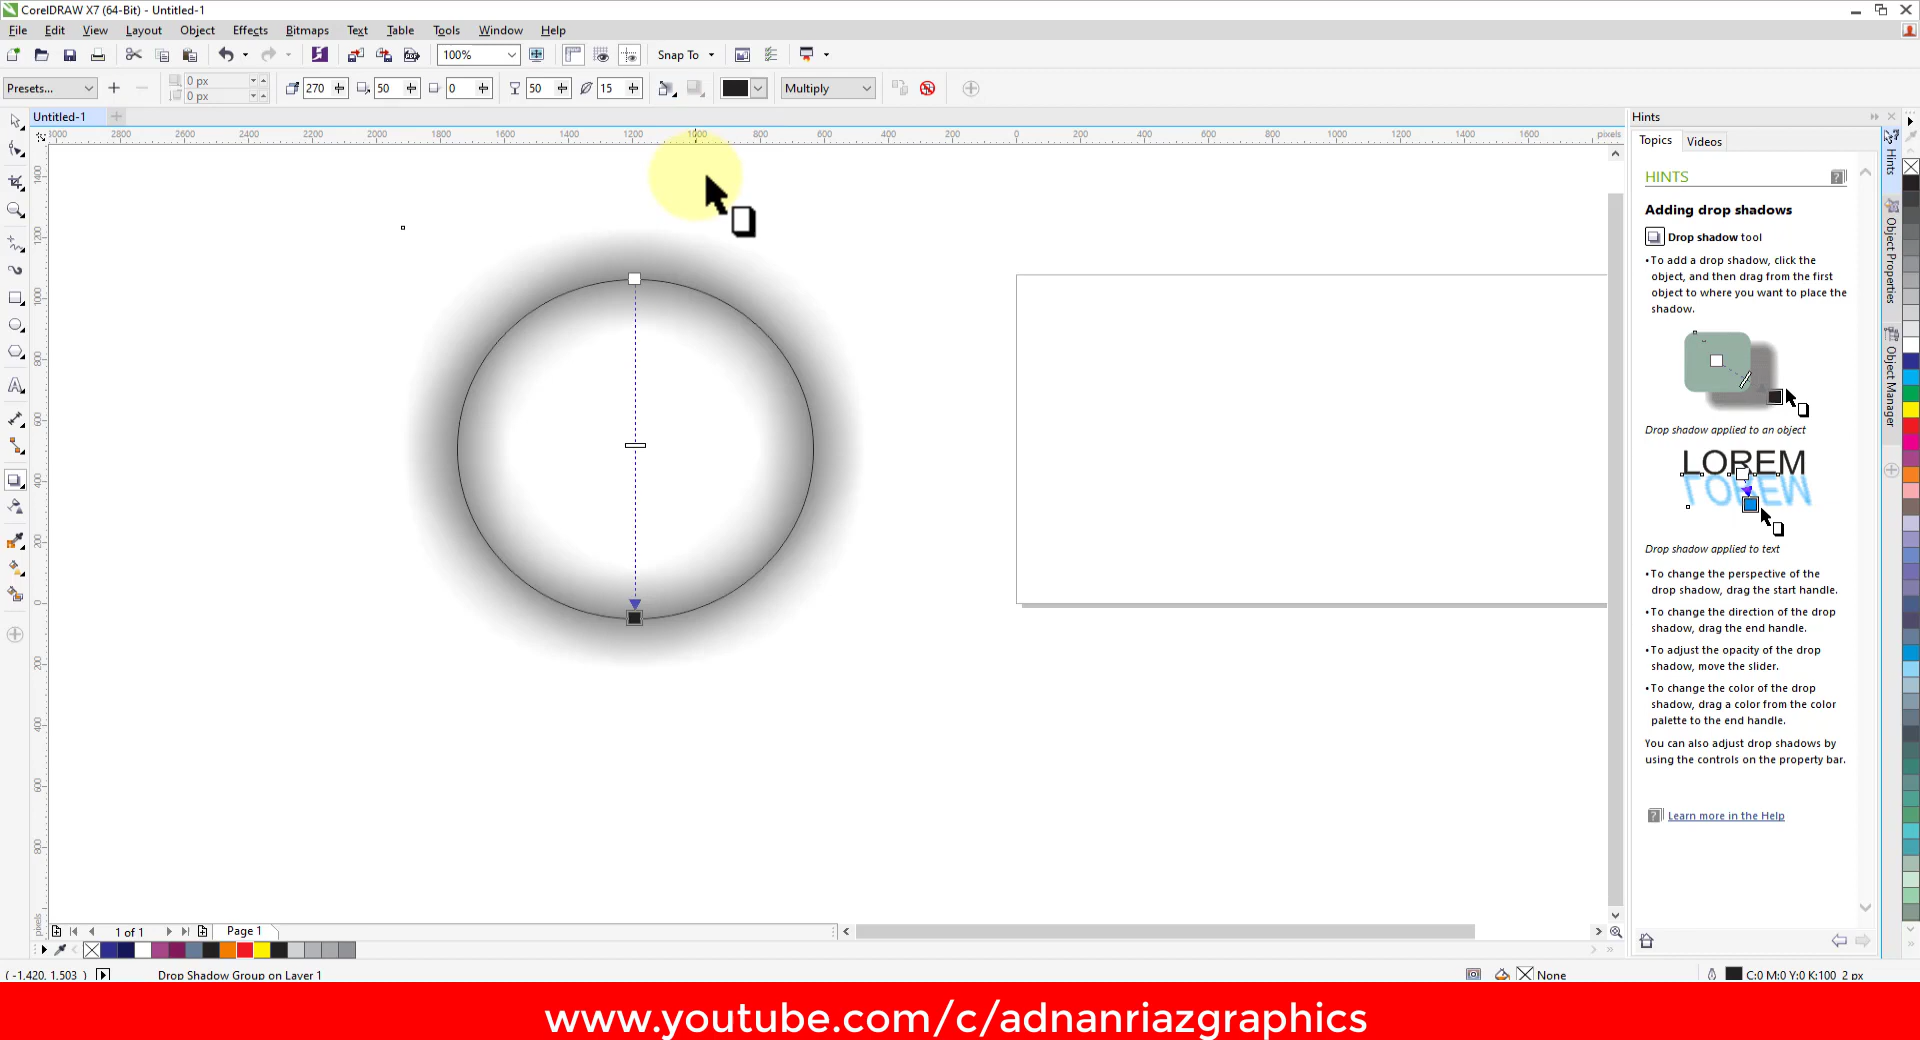 CorelDRAW X7 (64-Bit) - Untitled-1
File Edit View Layout Object Effects Bitmaps Text Table Tools Window Help
100% Snap To
Presets... 0 px 0 px 270 50 0 50 15 Multiply
Untitled-1
Hints
pixels
Topics Videos
HINTS
Adding drop shadows
Drop shadow tool
•To add a drop shadow, click the
object, and then drag from the first
object to where you want to place the
shadow.
Drop shadow applied to an object
LOREM
LOREM
Drop shadow applied to text
•To change the perspective of the
drop shadow, drag the start handle.
•To change the direction of the drop
shadow, drag the end handle.
•To adjust the opacity of the drop
shadow, move the slider.
•To change the color of the drop
shadow, drag a color from the color
palette to the end handle.
You can also adjust drop shadows by
using the controls on the property bar.
Learn more in the Help
Hints
Object Properties
Object Manager
pixels
1 of 1 Page 1
( -1.420, 1.503 ) Drop Shadow Group on Layer 1 None C:0 M:0 Y:0 K:100 2 px
www.youtube.com/c/adnanriazgraphics